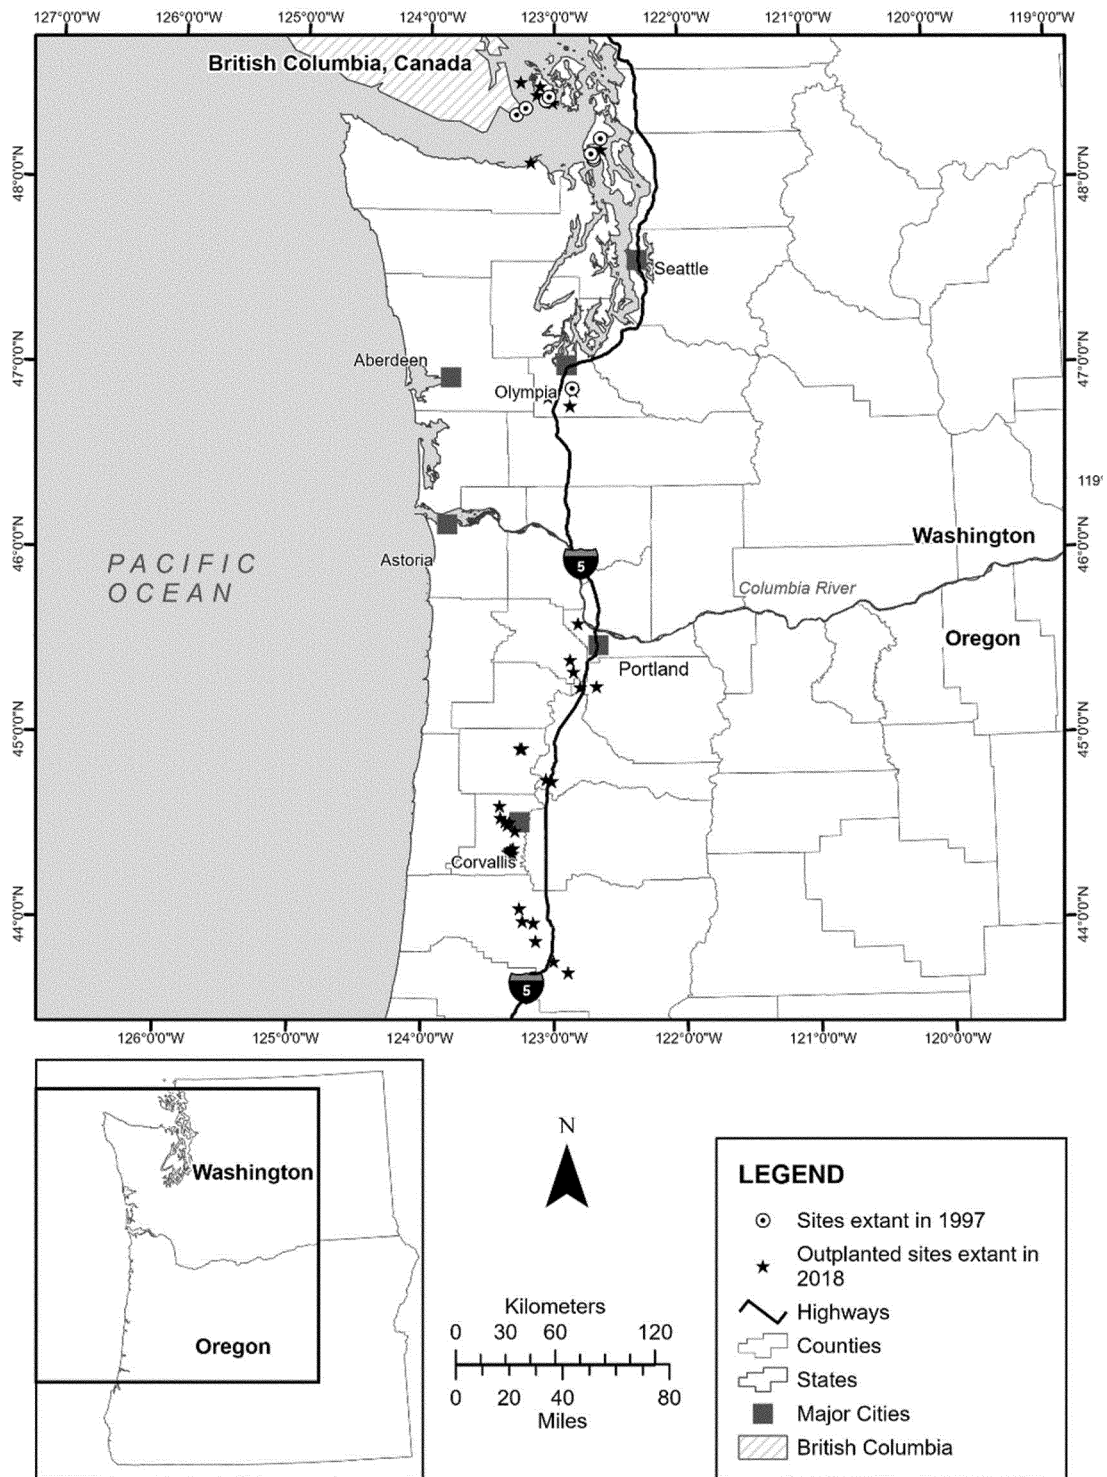 127°0'0"W 126°0'0"W 125°0'0"W 124°0'0"W 123°0'0"W 122°0'0"W 121°0'0"W 120°0'0"W 119°0'0"W
British Columbia, Canada
48°0'0"N
48°0'0"N
Seattle
47°0'0"N
Aberdeen
47°0'0"N
Olympia
119°
46°0'0"N
Washington
46°0'0"N
PACIFIC
OCEAN
Astoria
5
Columbia River
Oregon
Portland
45°0'0"N
45°0'0"N
Corvallis
44°0'0"N
44°0'0"N
5
126°0'0"W 125°0'0"W 124°0'0"W 123°0'0"W 122°0'0"W 121°0'0"W 120°0'0"W
Washington
Oregon
N
Kilometers
0 30 60 120
0 20 40 80
Miles
LEGEND
Sites extant in 1997
Outplanted sites extant in
2018
Highways
Counties
States
Major Cities
British Columbia